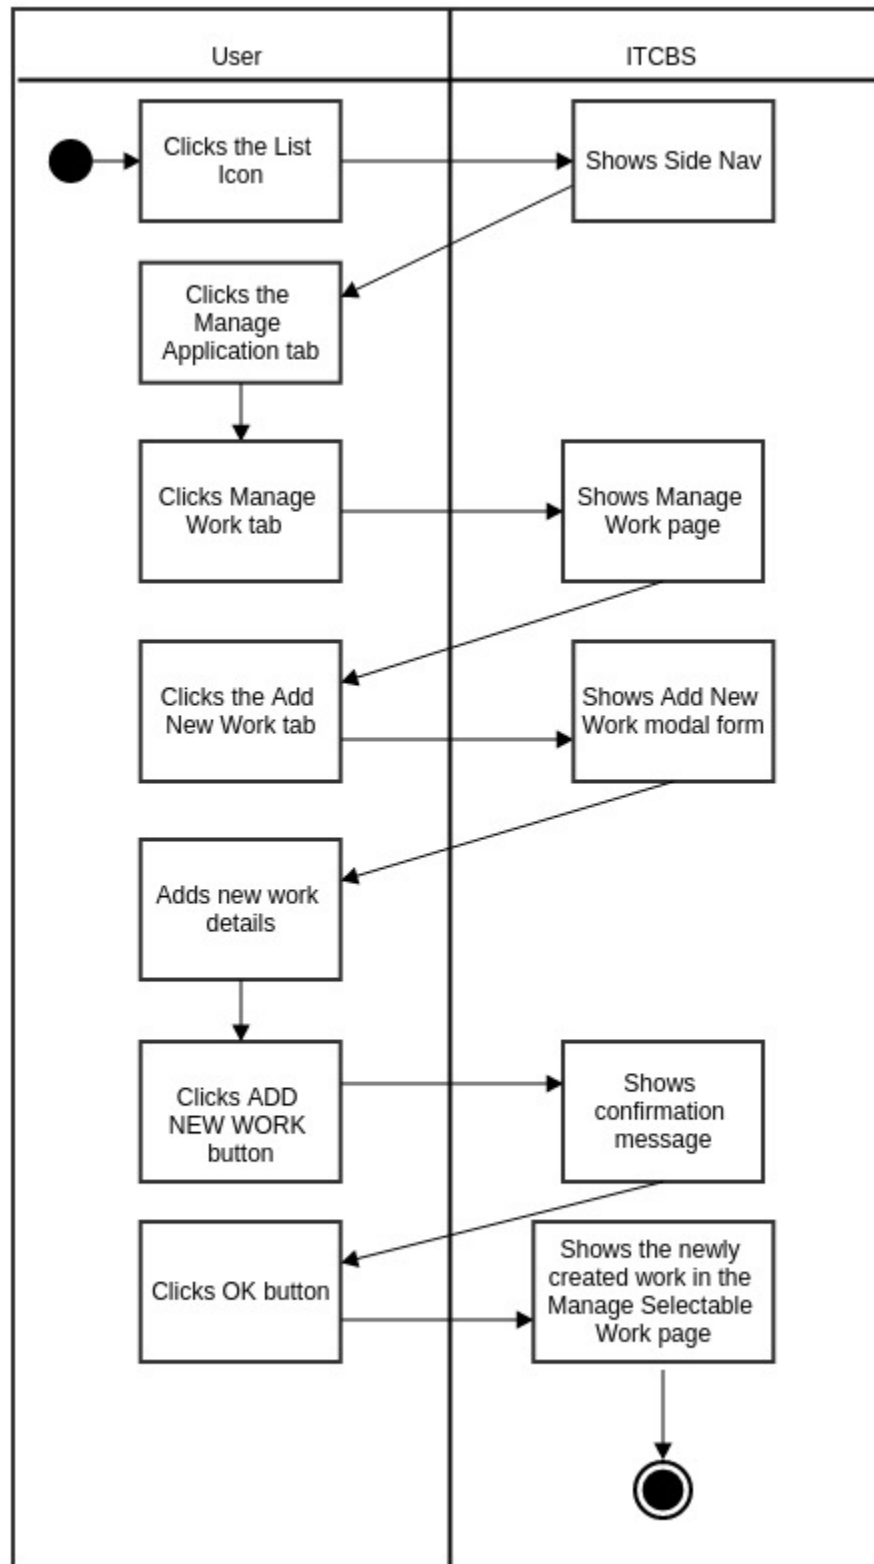 User
ITCBS
Clicks the List
Icon
Shows Side Nav
Clicks the
Manage
Application tab
Clicks Manage
Work tab
Shows Manage
Work page
Clicks the Add
New Work tab
Shows Add New
Work modal form
Adds new work
details
Clicks ADD
NEW WORK
button
Shows
confirmation
message
Clicks OK button
Shows the newly
created work in the
Manage Selectable
Work page